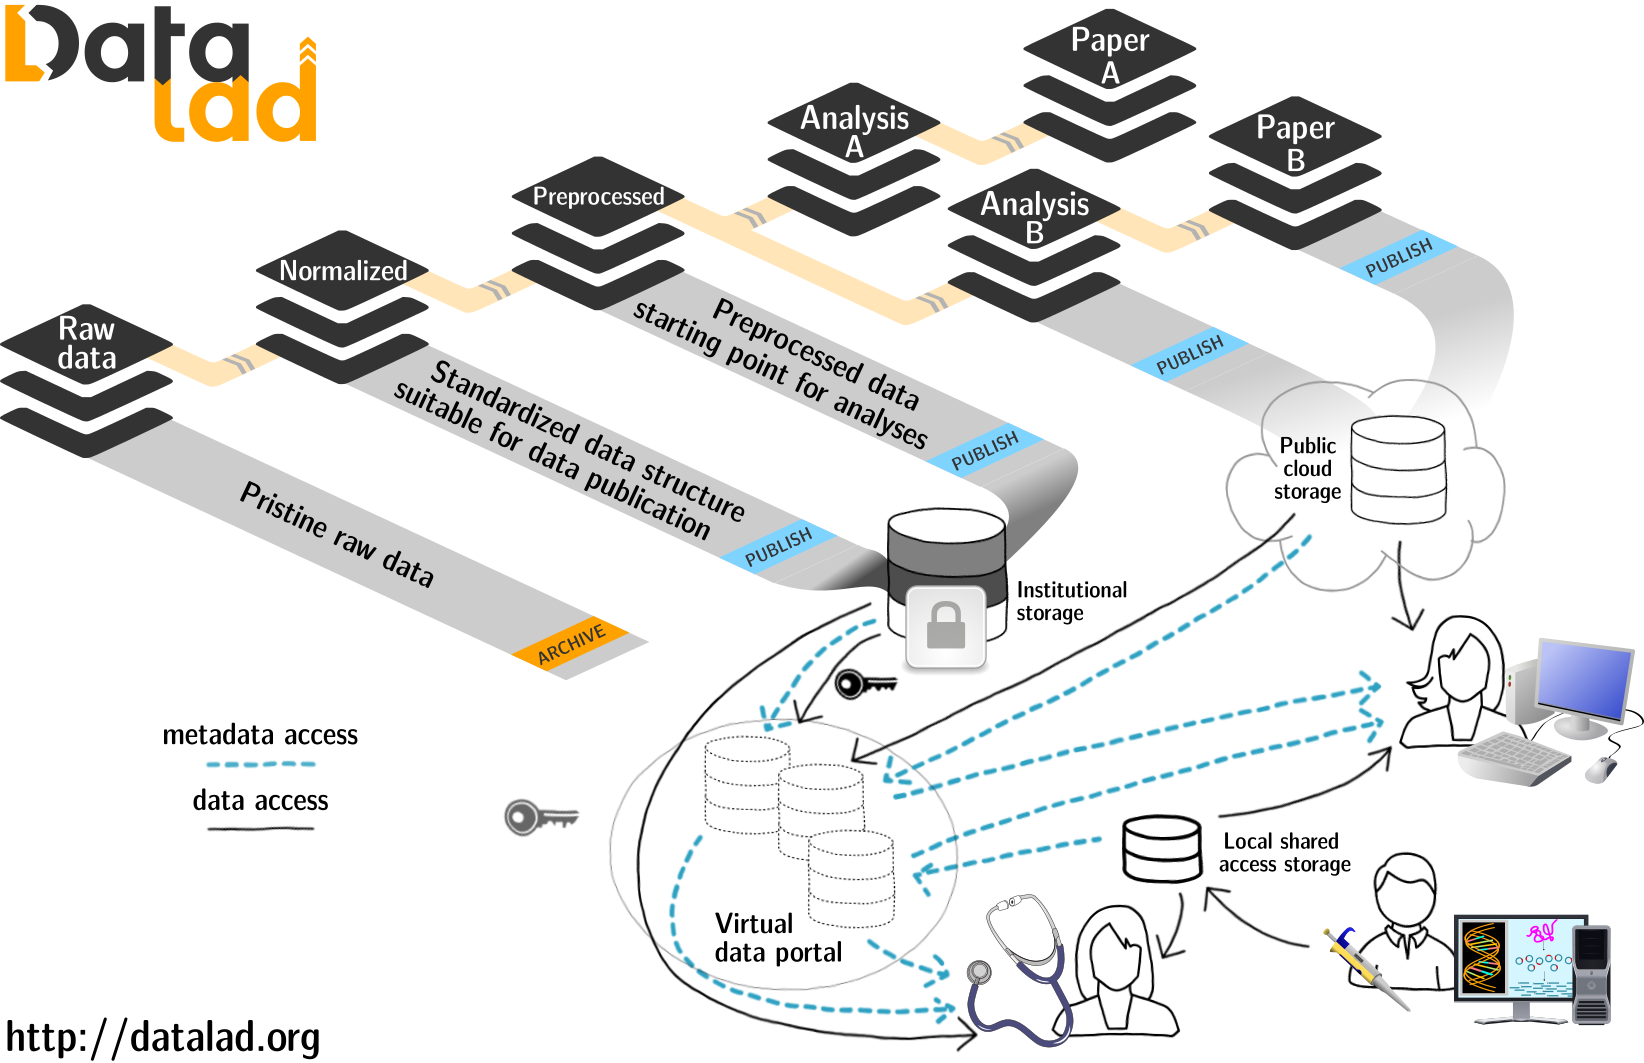 Data
lad
Paper
A
Analysis
A
Paper
B
Preprocessed
Analysis
B
Normalized
Raw
data
PUBLISH
PUBLISH
Preprocessed data
starting point for analyses
PUBLISH
Standardized data structure
suitable for data publication
PUBLISH
Pristine raw data
ARCHIVE
Public
cloud
storage
Institutional
storage
metadata access
data access
Local shared
access storage
Virtual
data portal
http://datalad.org